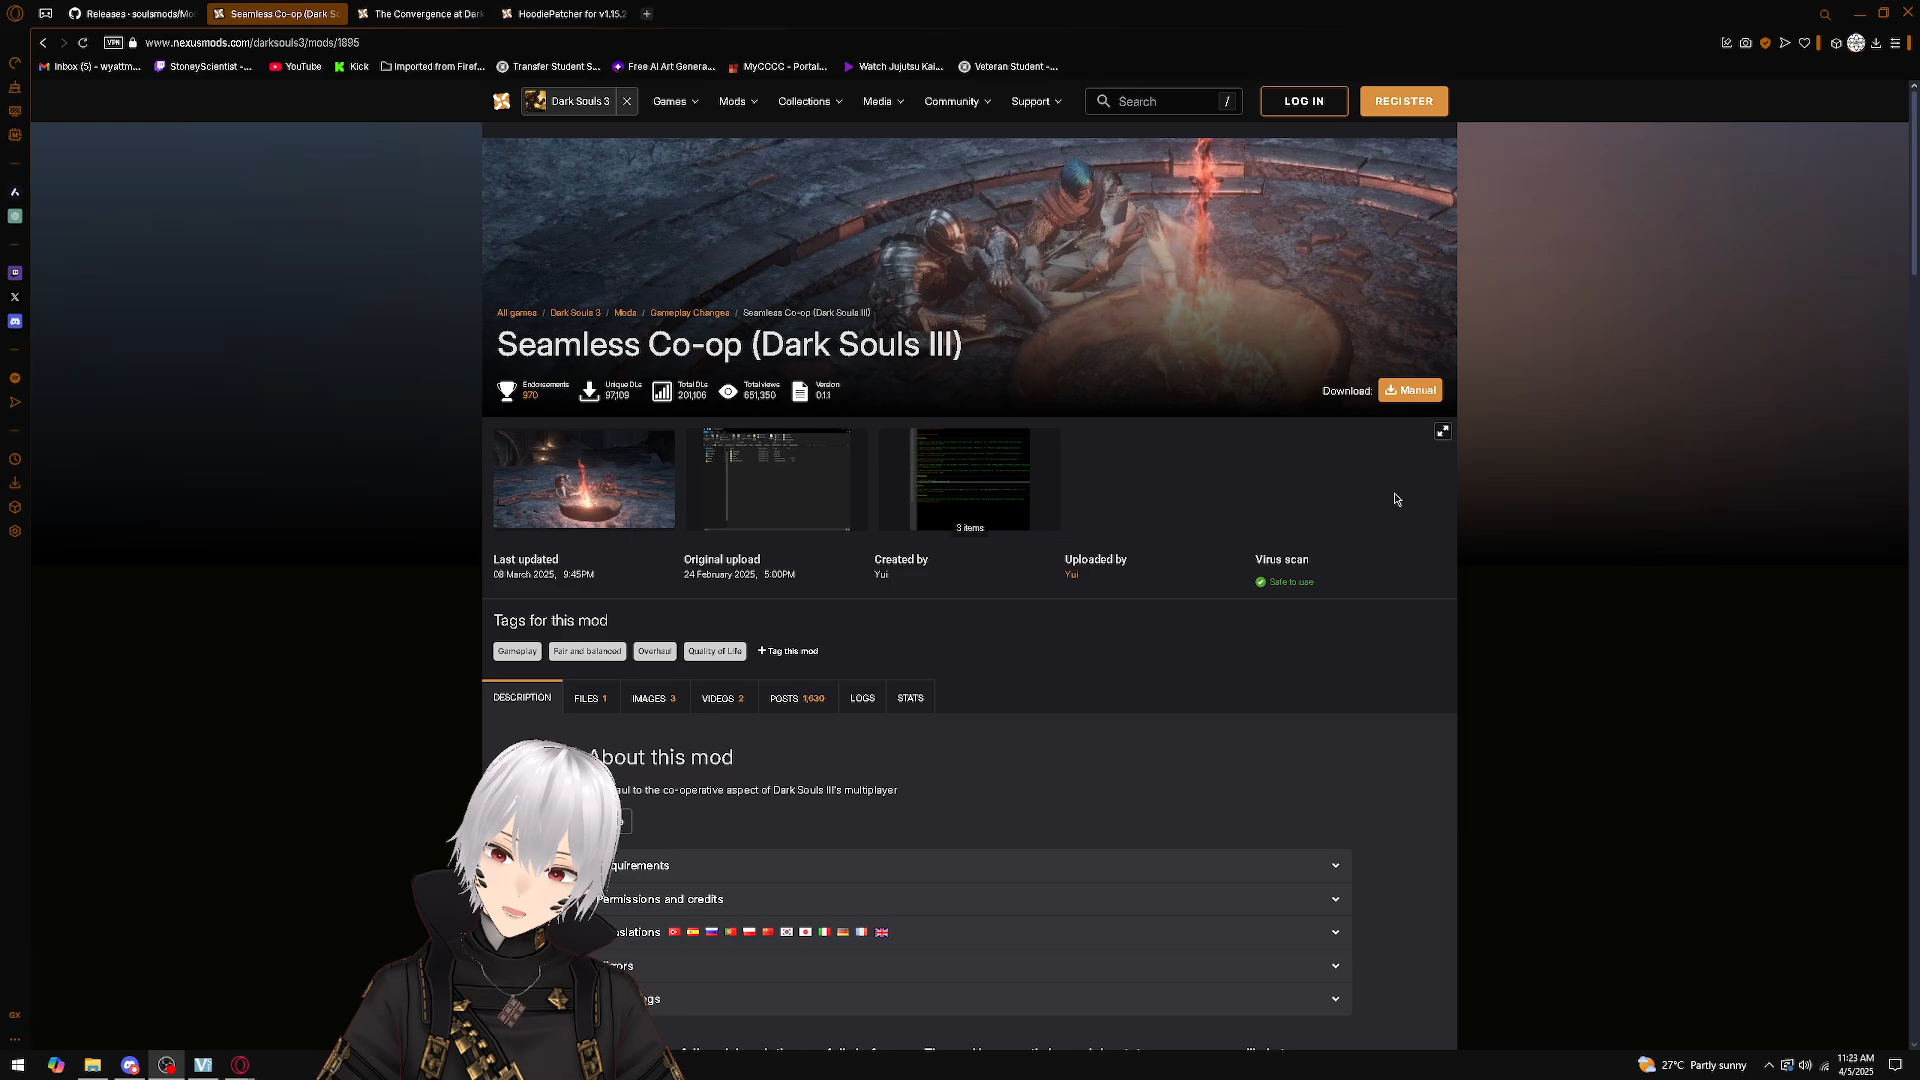 Releases · soulsmods/Mo
Seamless Co-op (Dark S
The Convergence at Dark
HoodiePatcher for v1.15.2
VPN
www.nexusmods.com/darksouls3/mods/1895
Inbox (5) - wyattm...
StoneyScientist -...
YouTube
Kick
Imported from Firef...
Transfer Student S...
Free AI Art Genera...
MyCCCC - Portal...
Watch Jujutsu Kai...
Veteran Student -...
Dark Souls 3
Games
Mods
Collections
Media
Community
Support
Search
/
LOG IN
REGISTER
All games / Dark Souls 3 / Mods / Gameplay Changes / Seamless Co-op (Dark Souls III)
Seamless Co-op (Dark Souls III)
Endorsements
970
Unique DLs
97,109
Total DLs
201,106
Total views
651,350
Version
0.1.1
Download:
Manual
3 items
Last updated
08 March 2025, 9:45PM
Original upload
24 February 2025, 5:00PM
Created by
Yui
Uploaded by
Yui
Virus scan
Safe to use
Tags for this mod
Gameplay
Fair and balanced
Overhaul
Quality of Life
+ Tag this mod
DESCRIPTION
FILES 1
IMAGES 3
VIDEOS 2
POSTS 1,630
LOGS
STATS
About this mod
aul to the co-operative aspect of Dark Souls III's multiplayer
quirements
Permissions and credits
slations
rors
gs
GX
27°C Partly sunny
11:23 AM
4/5/2025